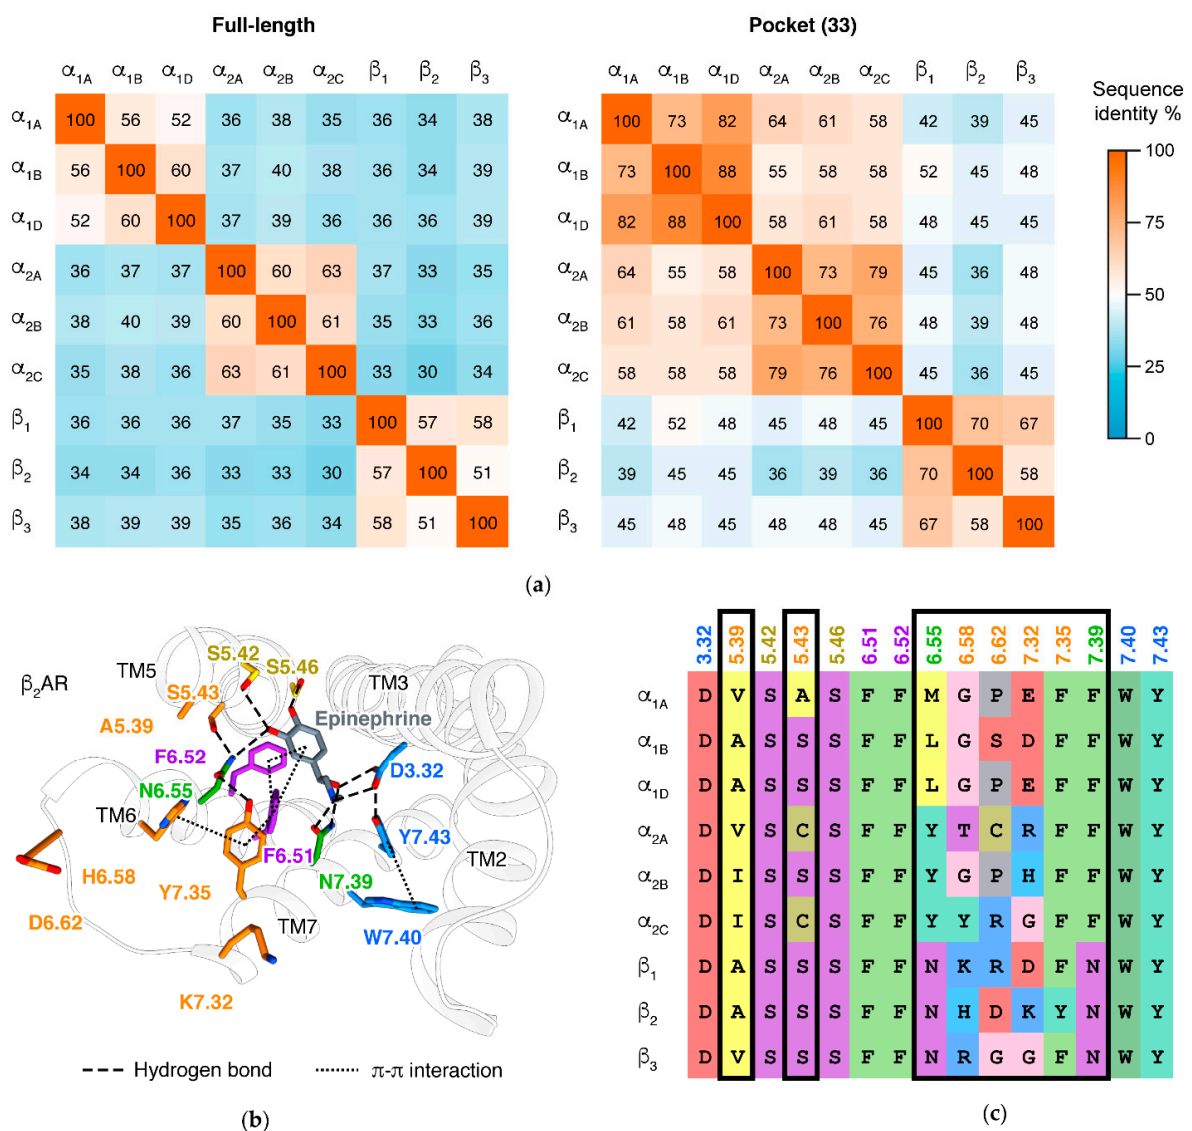 Full-length
α1A α1B α1D α2A α2B α2C β1 β2 β3
α1A 100 56 52 36 38 35 36 34 38
α1B 56 100 60 37 40 38 36 34 39
α1D 52 60 100 37 39 36 36 36 39
α2A 36 37 37 100 60 63 37 33 35
α2B 38 40 39 60 100 61 35 33 36
α2C 35 38 36 63 61 100 33 30 34
β1 36 36 36 37 35 33 100 57 58
β2 34 34 36 33 33 30 57 100 51
β3 38 39 39 35 36 34 58 51 100
Pocket (33)
α1A α1B α1D α2A α2B α2C β1 β2 β3
α1A 100 73 82 64 61 58 42 39 45
α1B 73 100 88 55 58 58 52 45 48
α1D 82 88 100 58 61 58 48 45 45
α2A 64 55 58 100 73 79 45 36 48
α2B 61 58 61 73 100 76 48 39 48
α2C 58 58 58 79 76 100 45 36 45
β1 42 52 48 45 48 45 100 70 67
β2 39 45 45 36 39 36 70 100 58
β3 45 48 45 48 48 45 67 58 100
Sequence
identity %
100
75
50
25
0
(a)
β2AR
TM5
S5.42
S5.46
TM3
S5.43
Epinephrine
A5.39
F6.52
D3.32
N6.55
TM6
Y7.43
F6.51
TM2
H6.58
Y7.35
N7.39
D6.62
TM7
W7.40
K7.32
Hydrogen bond
π-π interaction
(b)
3.32 5.39 5.42 5.43 5.46 6.51 6.52 6.55 6.58 6.62 7.32 7.35 7.39 7.40 7.43
α1A D V S A S F F M G P E F F W Y
α1B D A S S S F F L G S D F F W Y
α1D D A S S S F F L G P E F F W Y
α2A D V S C S F F Y T C R F F W Y
α2B D I S S S F F Y G P H F F W Y
α2C D I S C S F F Y Y R G F F W Y
β1 D A S S S F F N K R D F N W Y
β2 D A S S S F F N H D K Y N W Y
β3 D V S S S F F N R G G F N W Y
(c)